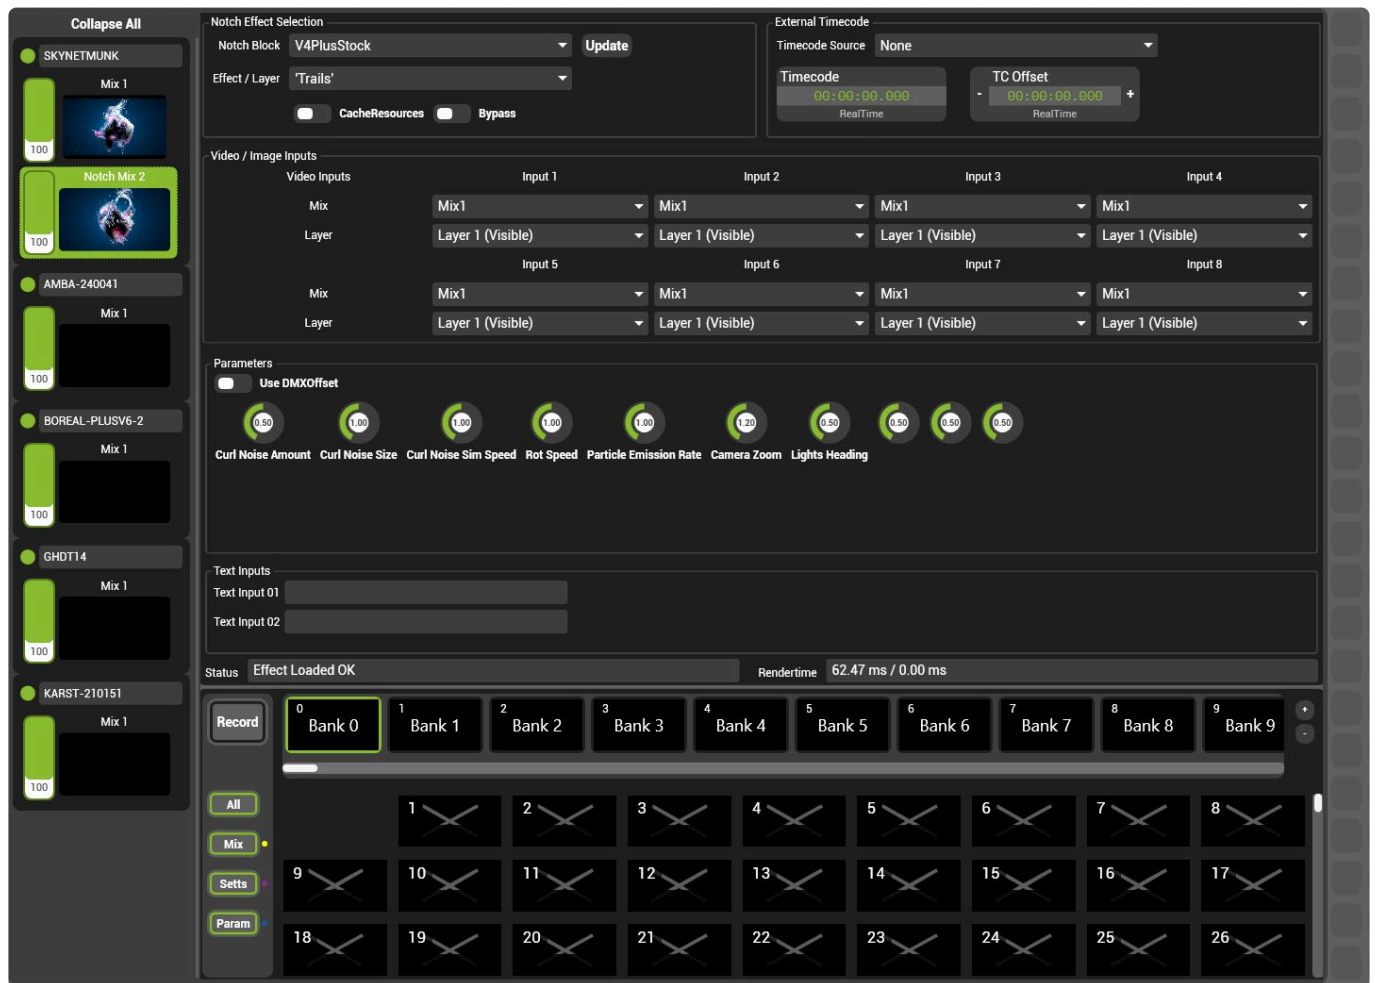 Collapse All
SKYNETMUNK
Mix 1
100
Notch Mix 2
100
AMBA-240041
Mix 1
100
BOREAL-PLUSV6-2
Mix 1
100
GHDT14
Mix 1
100
KARST-210151
Mix 1
100
Notch Effect Selection
Notch Block V4PlusStock Update
Effect / Layer 'Trails'
CacheResources Bypass
External Timecode
Timecode Source None
Timecode TC Offset
00:00:00.000 - 00:00:00.000 +
RealTime RealTime
Video / Image Inputs
Video Inputs Input 1 Input 2 Input 3 Input 4
Mix Mix1 Mix1 Mix1 Mix1
Layer Layer 1 (Visible) Layer 1 (Visible) Layer 1 (Visible) Layer 1 (Visible)
Input 5 Input 6 Input 7 Input 8
Mix Mix1 Mix1 Mix1 Mix1
Layer Layer 1 (Visible) Layer 1 (Visible) Layer 1 (Visible) Layer 1 (Visible)
Parameters
Use DMXOffset
0.50 1.00 1.00 1.00 1.00 1.20 0.50 0.50 0.50 0.50
Curl Noise Amount Curl Noise Size Curl Noise Sim Speed Rot Speed Particle Emission Rate Camera Zoom Lights Heading
Text Inputs
Text Input 01
Text Input 02
Status Effect Loaded OK Rendertime 62.47 ms / 0.00 ms
Record
0 1 2 3 4 5 6 7 8 9 +
Bank 0 Bank 1 Bank 2 Bank 3 Bank 4 Bank 5 Bank 6 Bank 7 Bank 8 Bank 9 -
All
Mix
Setts
Param
1 2 3 4 5 6 7 8
9 10 11 12 13 14 15 16 17
18 19 20 21 22 23 24 25 26